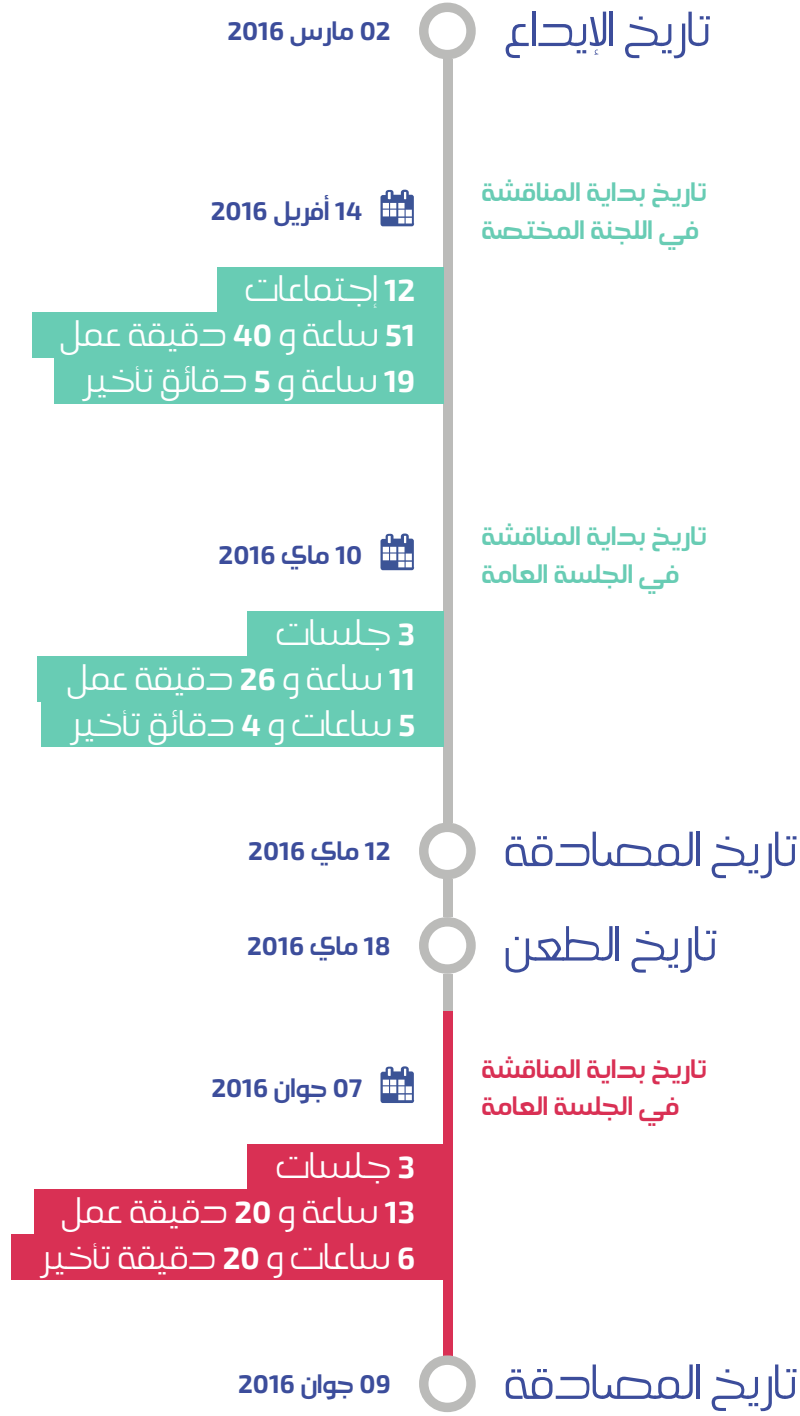 تاريخ الإيداع
02 مارس 2016
تاريخ بداية المناقشة
في اللجنة المختصة
14 أفريل 2016
12 إجتماعات
51 ساعة و 40 دقيقة عمل
19 ساعة و 5 دقائق تأخير
تاريخ بداية المناقشة
في الجلسة العامة
10 ماي 2016
3 جلسات
11 ساعة و 26 دقيقة عمل
5 ساعات و 4 دقائق تأخير
تاريخ المصادقة
12 ماي 2016
تاريخ الطعن
18 ماي 2016
تاريخ بداية المناقشة
في الجلسة العامة
07 جوان 2016
3 جلسات
13 ساعة و 20 دقيقة عمل
6 ساعات و 20 دقيقة تأخير
تاريخ المصادقة
09 جوان 2016